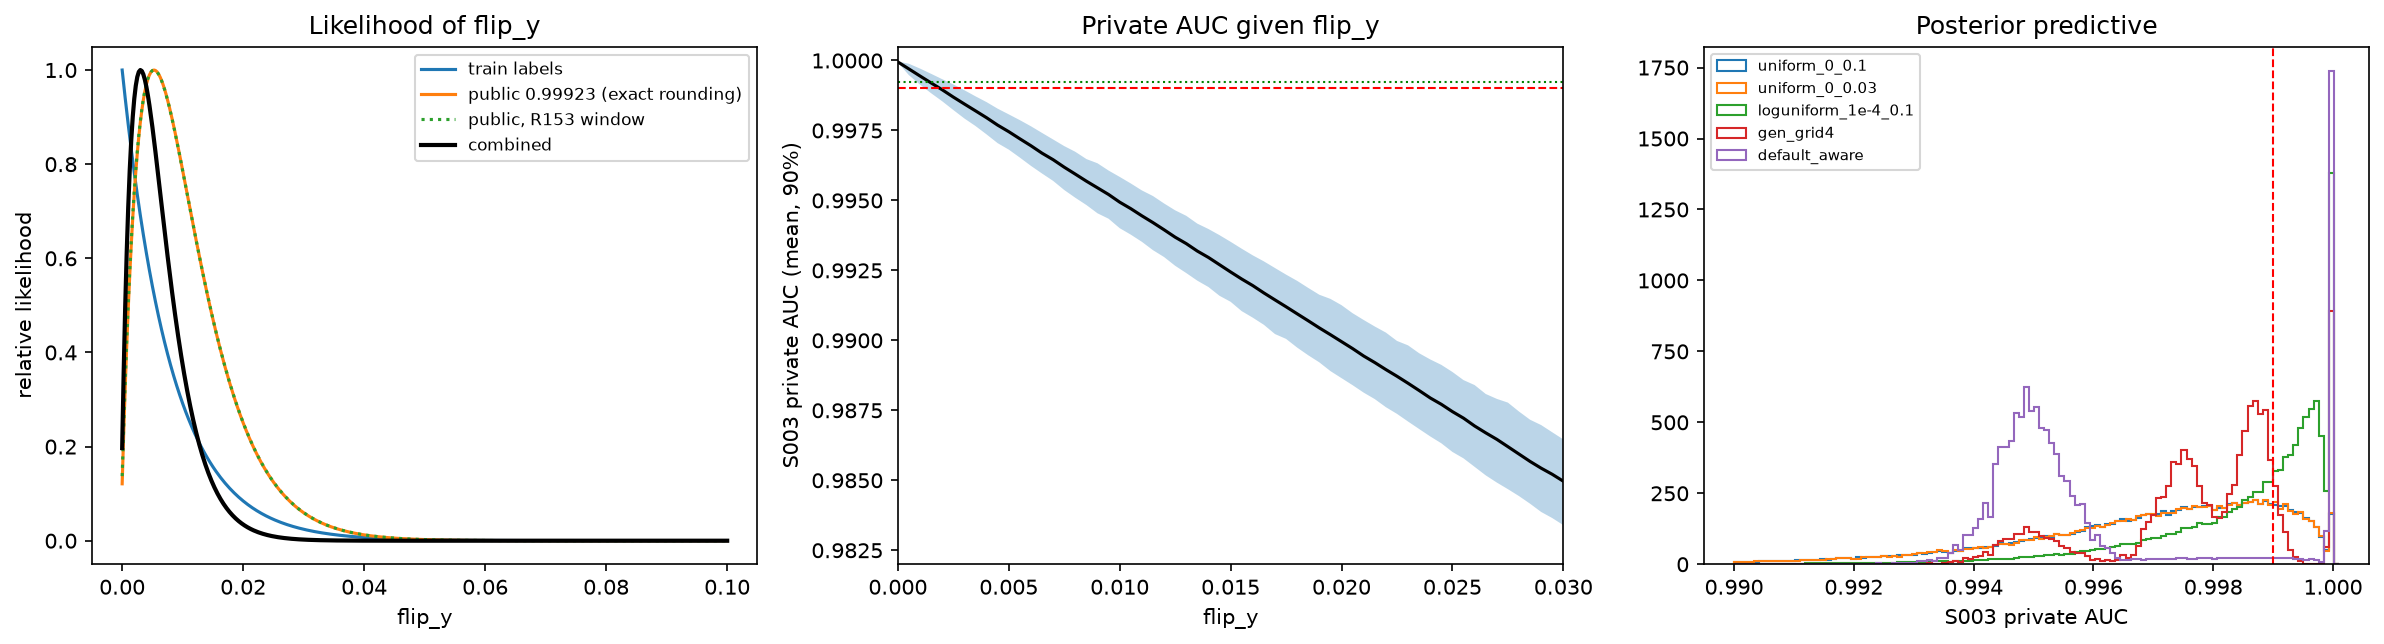 Likelihood of flip_y
relative likelihood
1.0
0.8
0.6
0.4
0.2
0.0
train labels
public 0.99923 (exact rounding)
public, R153 window
combined
0.00 0.02 0.04 0.06 0.08 0.10
flip_y
Private AUC given flip_y
S003 private AUC (mean, 90%)
1.0000
0.9975
0.9950
0.9925
0.9900
0.9875
0.9850
0.9825
0.000 0.005 0.010 0.015 0.020 0.025 0.030
flip_y
Posterior predictive
1750
1500
1250
1000
750
500
250
0
uniform_0_0.1
uniform_0_0.03
loguniform_1e-4_0.1
gen_grid4
default_aware
0.990 0.992 0.994 0.996 0.998 1.000
S003 private AUC